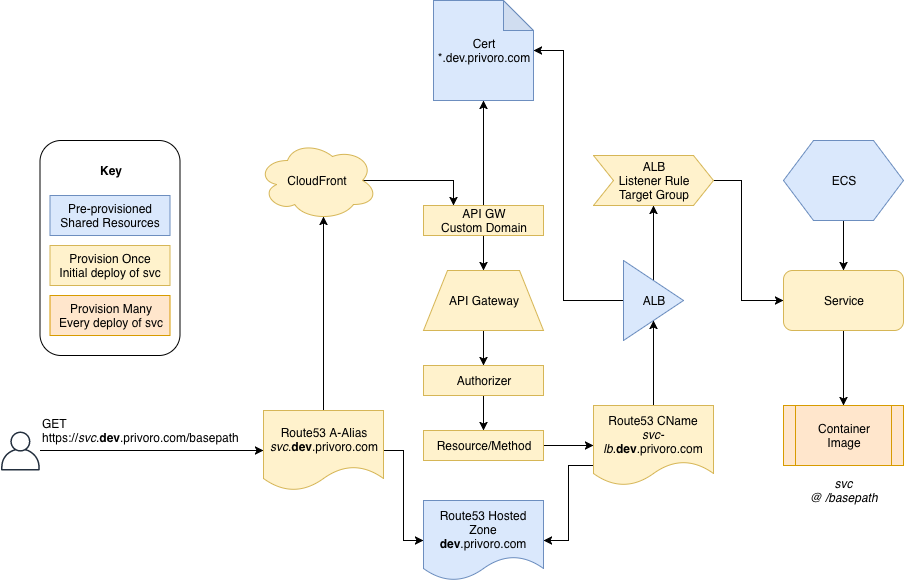 Cert
*.dev.privoro.com
Key
Pre-provisioned
Shared Resources
Provision Once
Initial deploy of svc
Provision Many
Every deploy of svc
CloudFront
API GW
Custom Domain
API Gateway
Authorizer
Resource/Method
ALB
Listener Rule
Target Group
ALB
ECS
Service
Container
Image
svc
@ /basepath
GET
https://svc.dev.privoro.com/basepath
Route53 A-Alias
svc.dev.privoro.com
Route53 CName
svc-
lb.dev.privoro.com
Route53 Hosted
Zone
dev.privoro.com